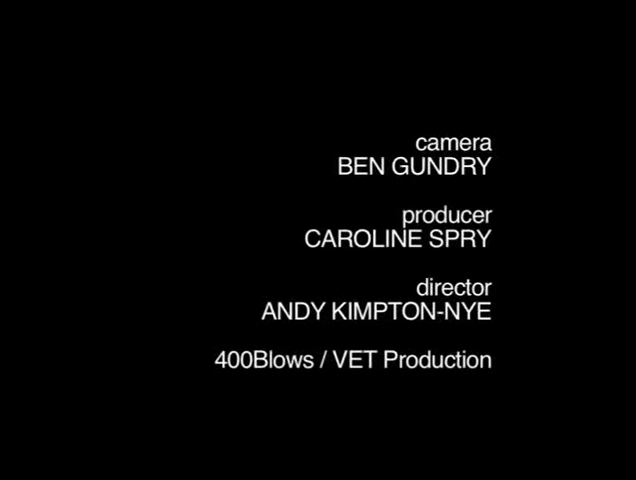 camera
BEN GUNDRY
producer
CAROLINE SPRY
director
ANDY KIMPTON-NYE
400Blows / VET Production